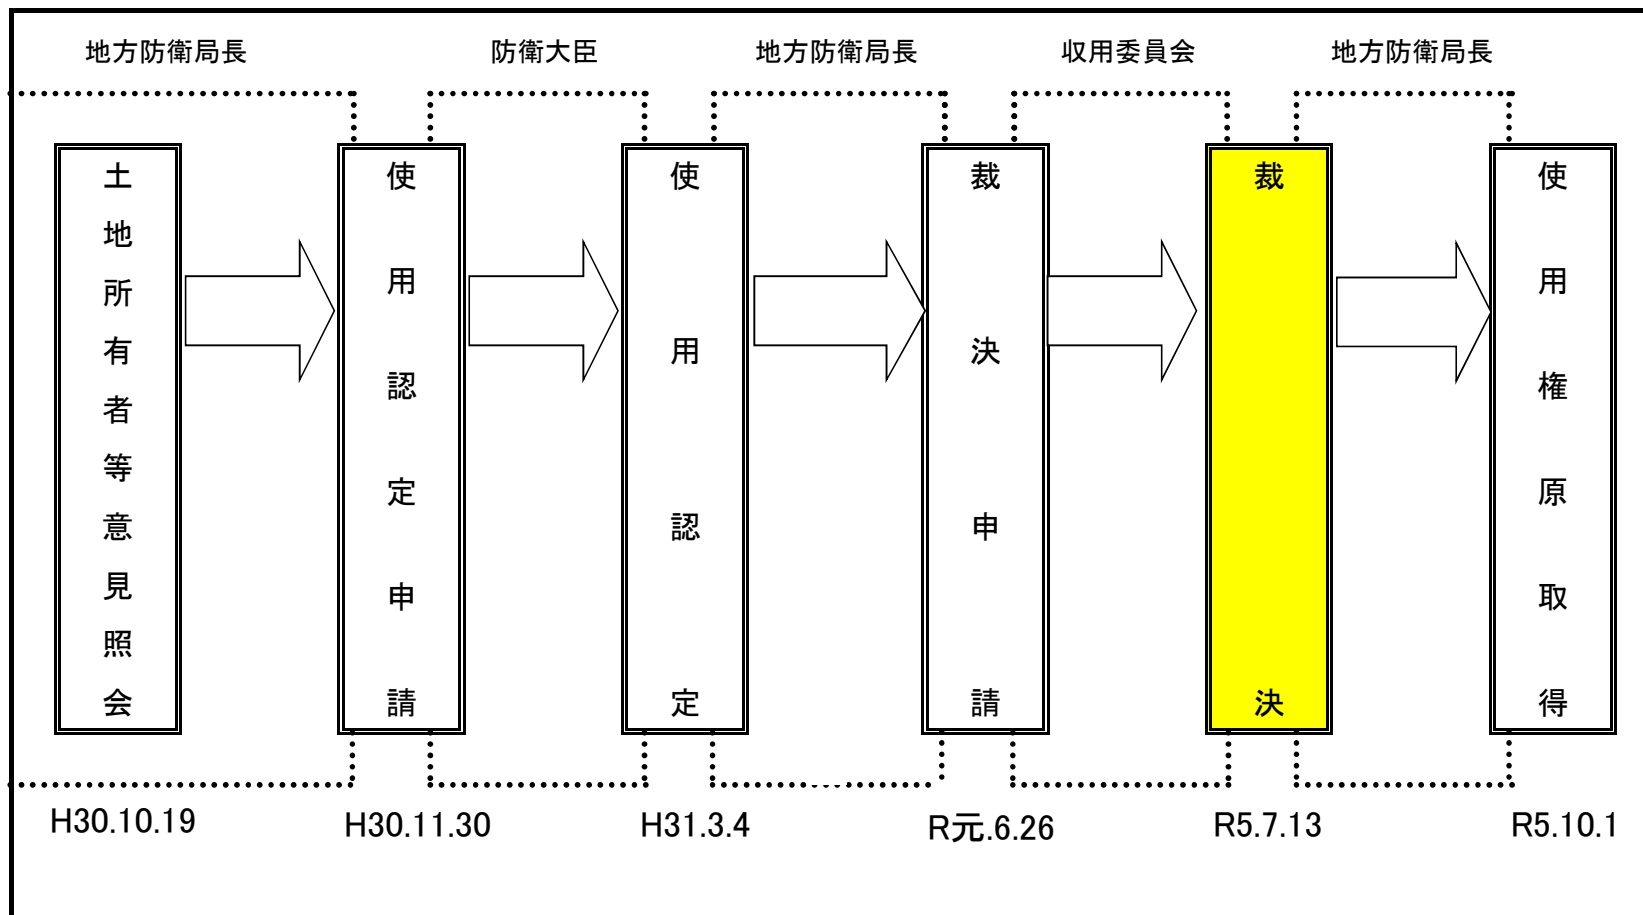 地方防衛局長
防衛大臣
地方防衛局長
収用委員会
地方防衛局長
土地所有者等意見照会
使用認定申請
使用認定
裁決申請
裁決
使用権原取得
H30.10.19
H30.11.30
H31.3.4
R元.6.26
R5.7.13
R5.10.1